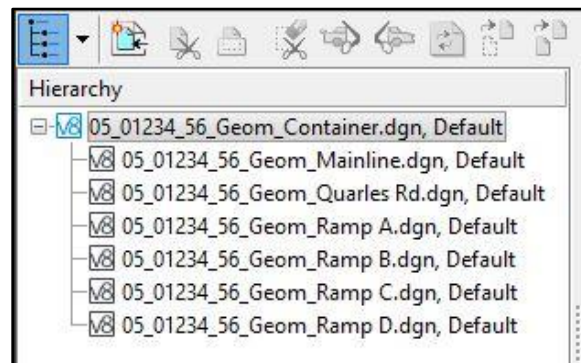 Hierarchy
V8 05_01234_56_Geom_Container.dgn, Default
V8 05_01234_56_Geom_Mainline.dgn, Default
V8 05_01234_56_Geom_Quarles Rd.dgn, Default
V8 05_01234_56_Geom_Ramp A.dgn, Default
V8 05_01234_56_Geom_Ramp B.dgn, Default
V8 05_01234_56_Geom_Ramp C.dgn, Default
V8 05_01234_56_Geom_Ramp D.dgn, Default